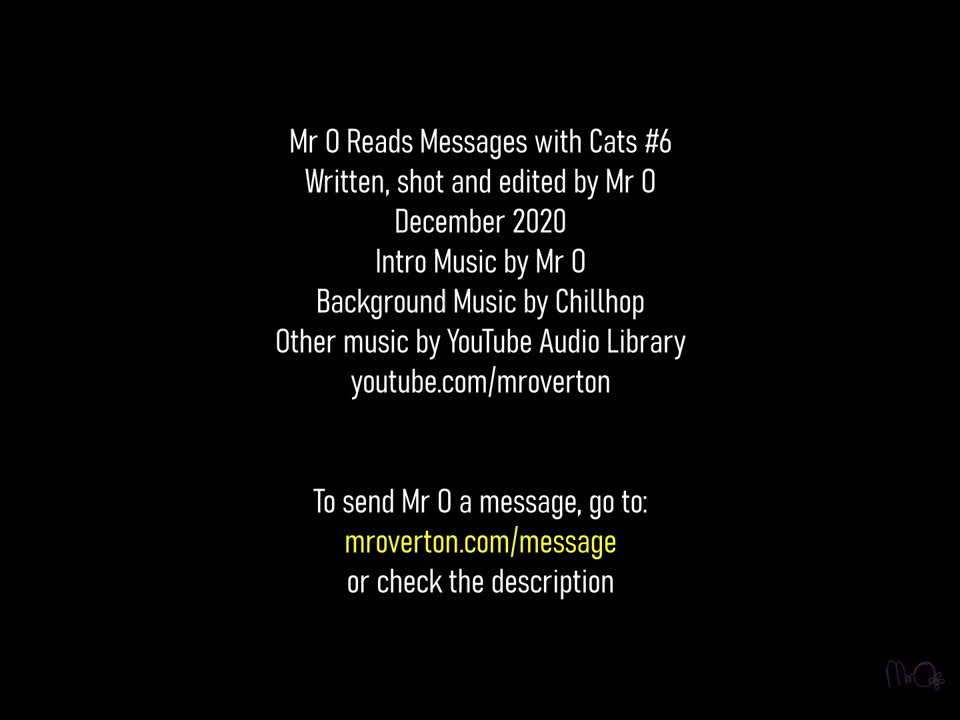 Mr O Reads Messages with Cats #6
Written, shot and edited by Mr O
December 2020
Intro Music by Mr O
Background Music by Chillhop
Other music by YouTube Audio Library
youtube.com/mroverton
To send Mr O a message, go to:
mroverton.com/message
or check the description
MrO